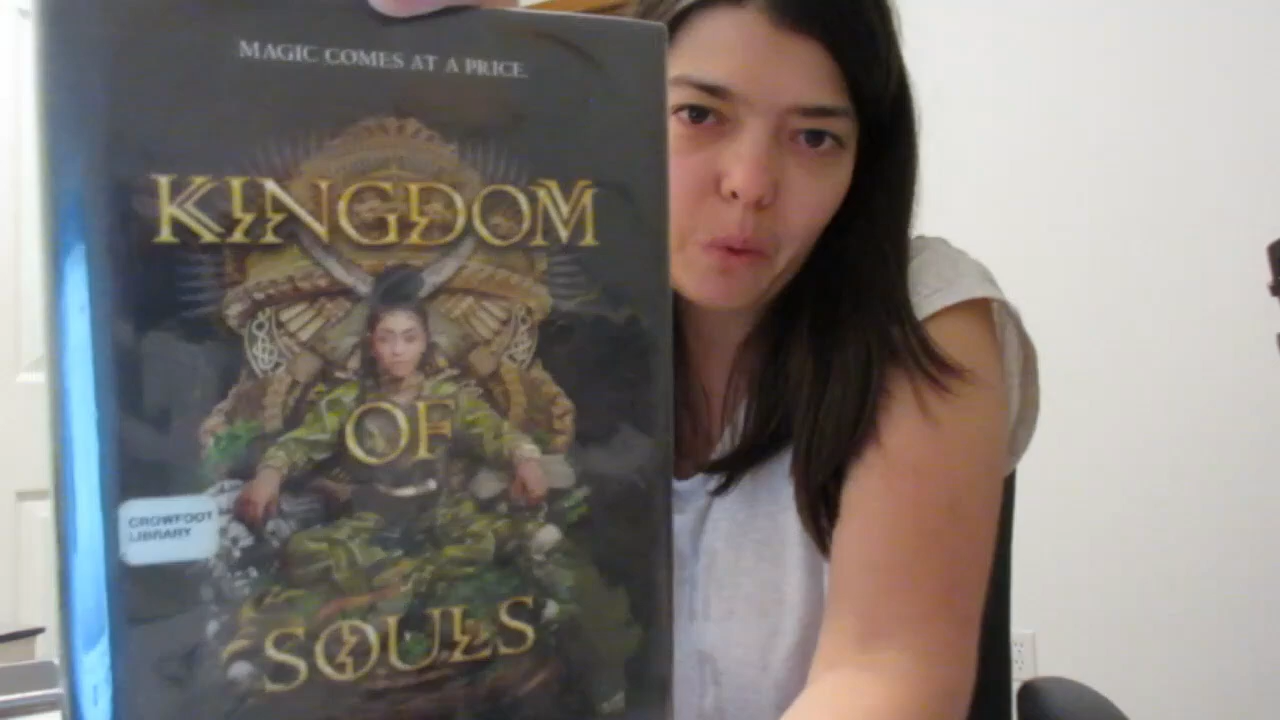 MAGIC COMES AT A PRICE
KINGDOM
OF
CROWFOOT
LIBRARY
SOULS